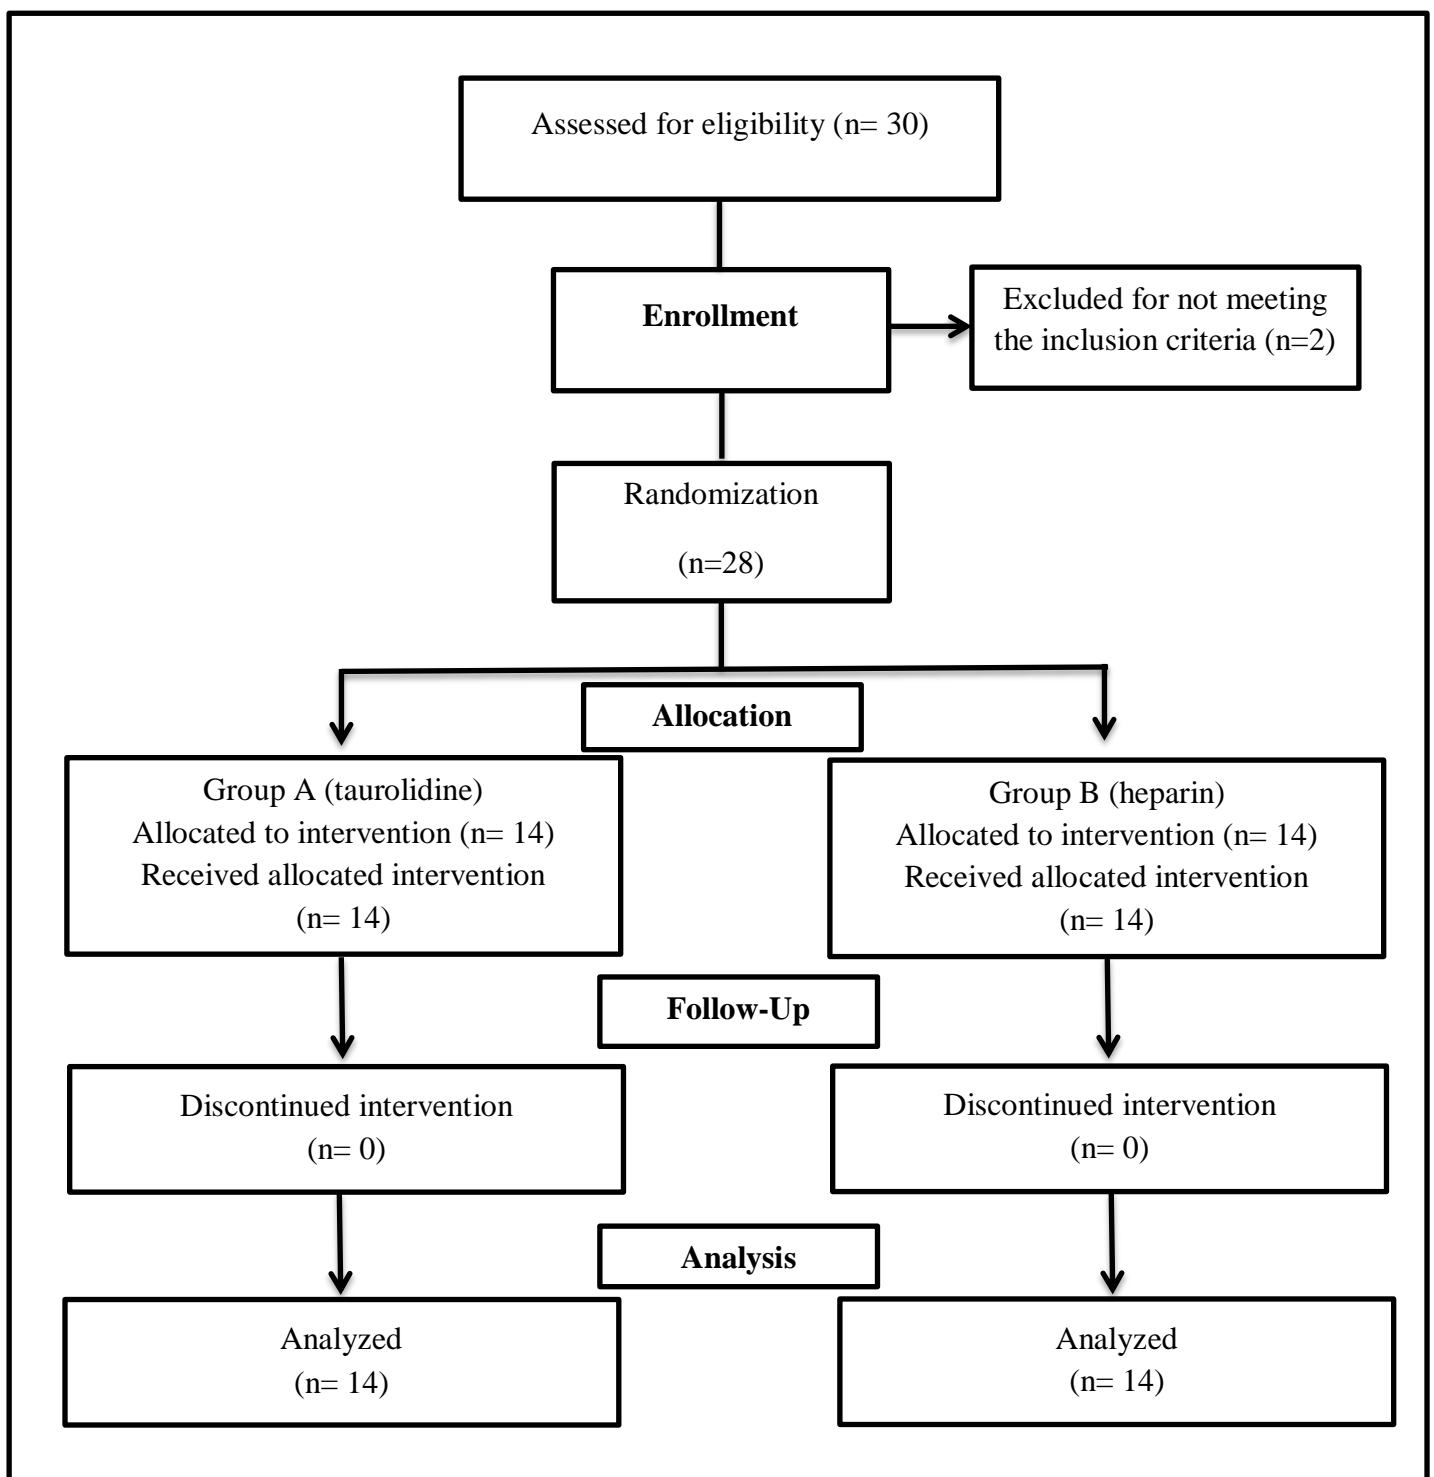 Assessed for eligibility (n= 30)
Enrollment
Excluded for not meeting
the inclusion criteria (n=2)
Randomization
(n=28)
Allocation
Group A (taurolidine)
Allocated to intervention (n= 14)
Received allocated intervention
(n= 14)
Group B (heparin)
Allocated to intervention (n= 14)
Received allocated intervention
(n= 14)
Follow-Up
Discontinued intervention
(n= 0)
Discontinued intervention
(n= 0)
Analysis
Analyzed
(n= 14)
Analyzed
(n= 14)